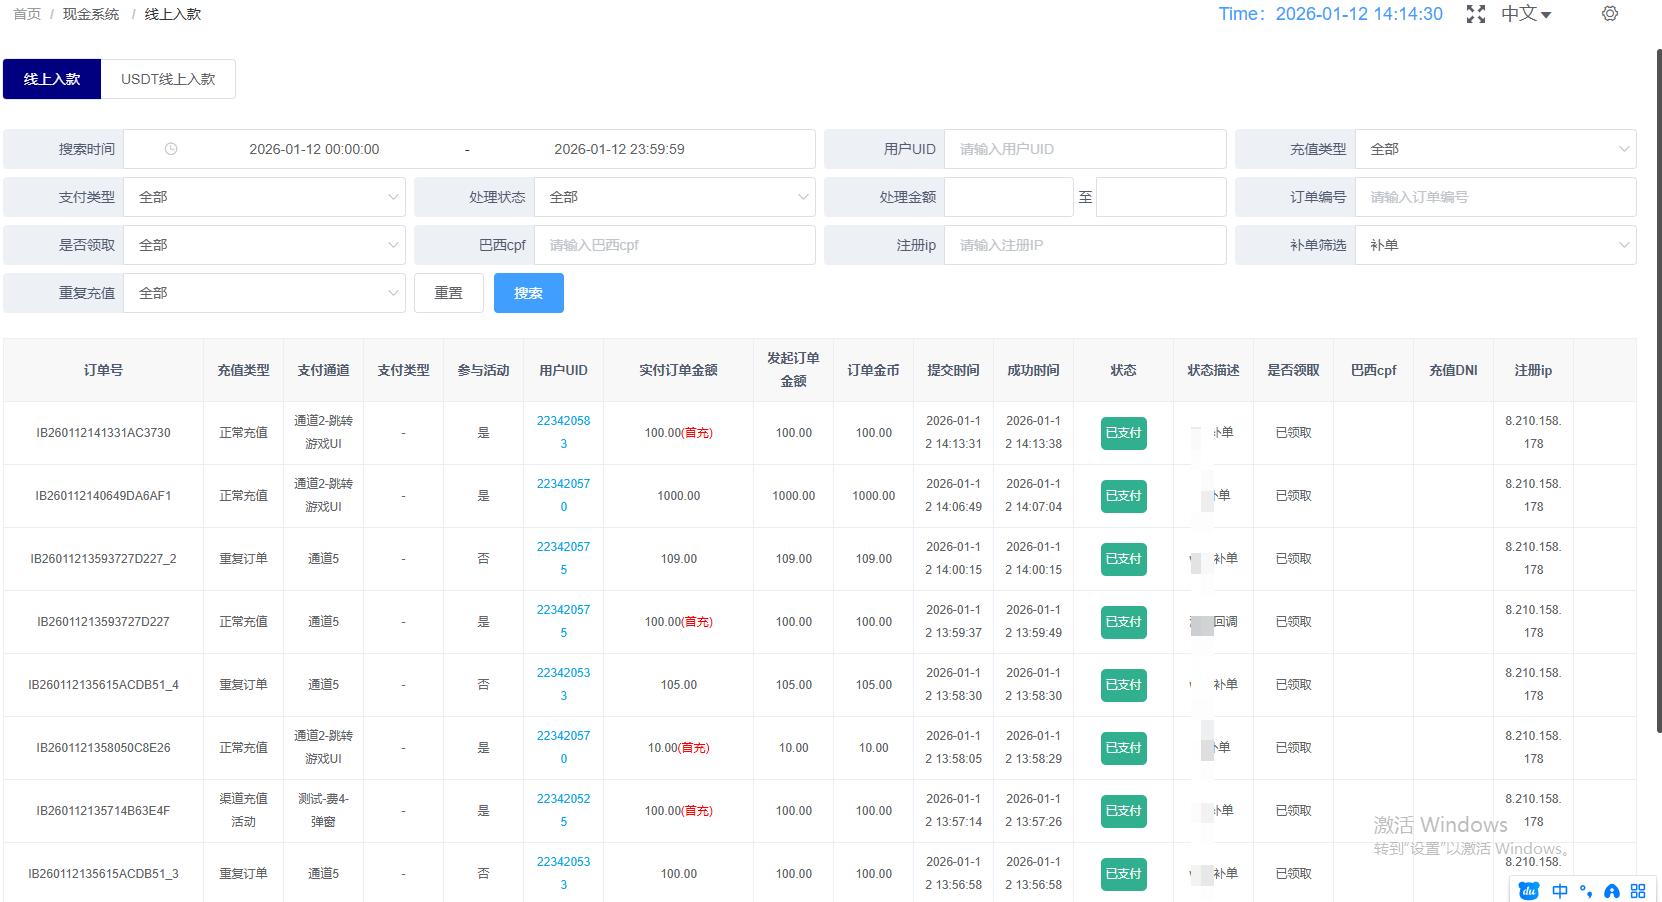 首页 / 现金系统 / 线上入款
Time：2026-01-12 14:14:30 中文
线上入款 USDT线上入款
搜索时间 2026-01-12 00:00:00 - 2026-01-12 23:59:59 用户UID 请输入用户UID 充值类型 全部
支付类型 全部 处理状态 全部 处理金额 至 订单编号 请输入订单编号
是否领取 全部 巴西cpf 请输入巴西cpf 注册ip 请输入注册IP 补单筛选 补单
重复充值 全部 重置 搜索
订单号 充值类型 支付通道 支付类型 参与活动 用户UID 实付订单金额 发起订单金额 订单金币 提交时间 成功时间 状态 状态描述 是否领取 巴西cpf 充值DNI 注册ip
IB260112141331AC3730 正常充值 通道2-跳转游戏UI - 是 223420583 100.00(首充) 100.00 100.00 2026-01-12 14:13:31 2026-01-12 14:13:38 已支付 补单 已领取 8.210.158.178
IB260112140649DA6AF1 正常充值 通道2-跳转游戏UI - 是 223420570 1000.00 1000.00 1000.00 2026-01-12 14:06:49 2026-01-12 14:07:04 已支付 补单 已领取 8.210.158.178
IB26011213593727D227_2 重复订单 通道5 - 否 223420575 109.00 109.00 109.00 2026-01-12 14:00:15 2026-01-12 14:00:15 已支付 补单 已领取 8.210.158.178
IB26011213593727D227 正常充值 通道5 - 是 223420575 100.00(首充) 100.00 100.00 2026-01-12 13:59:37 2026-01-12 13:59:49 已支付 回调 已领取 8.210.158.178
IB260112135615ACDB51_4 重复订单 通道5 - 否 223420533 105.00 105.00 105.00 2026-01-12 13:58:30 2026-01-12 13:58:30 已支付 补单 已领取 8.210.158.178
IB2601121358050C8E26 正常充值 通道2-跳转游戏UI - 是 223420570 10.00(首充) 10.00 10.00 2026-01-12 13:58:05 2026-01-12 13:58:29 已支付 补单 已领取 8.210.158.178
IB260112135714B63E4F 渠道充值活动 测试-费4-弹窗 - 是 223420525 100.00(首充) 100.00 100.00 2026-01-12 13:57:14 2026-01-12 13:57:26 已支付 补单 已领取 8.210.158.178
IB260112135615ACDB51_3 重复订单 通道5 - 否 223420533 100.00 100.00 100.00 2026-01-12 13:56:58 2026-01-12 13:56:58 已支付 补单 已领取 8.210.158.
激活 Windows
转到“设置”以激活 Windows。
du 中